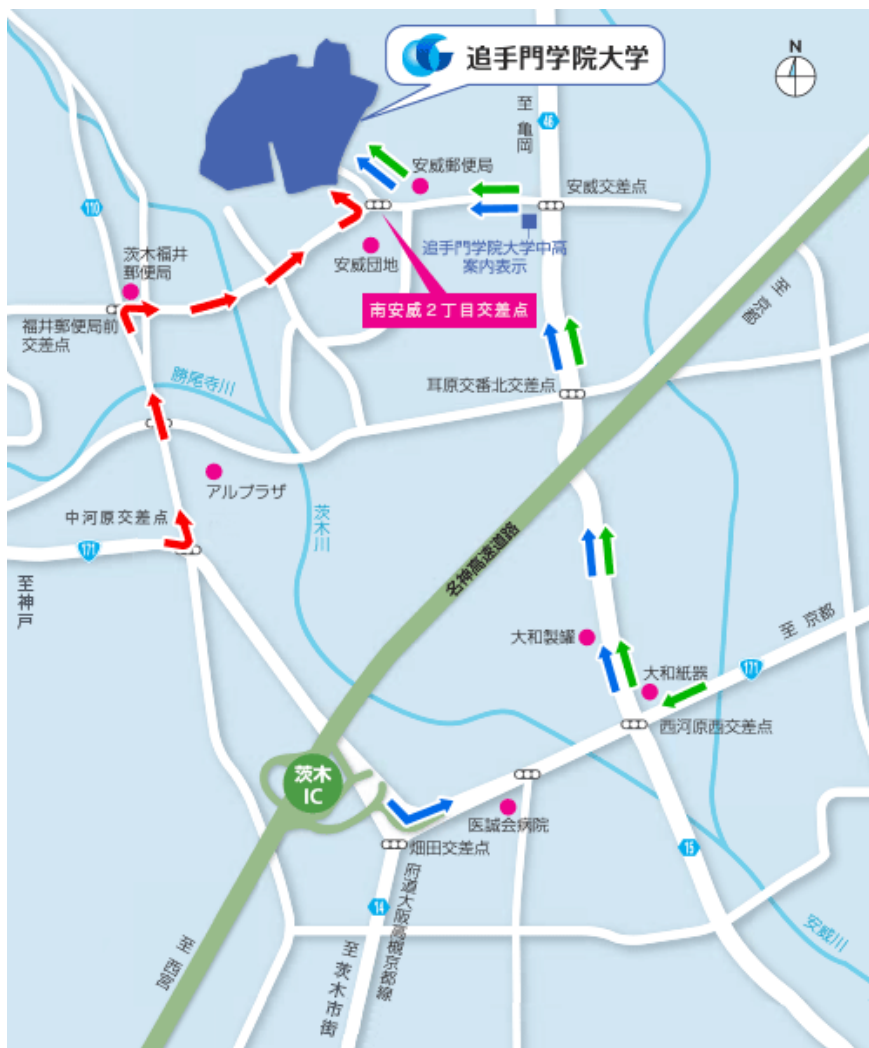 追手門学院大学
N
至
亀
岡
46
安威郵便局
安威交差点
110
茨木福井
郵便局
安威団地
追手門学院大学中高
案内表示
南安威2丁目交差点
福井郵便局前
交差点
至
京都
勝尾寺川
耳原交番北交差点
アルプラザ
中河原交差点
茨木川
171
至
神
戸
名神高速道路
至 京都
大和製罐
大和紙器
171
西河原西交差点
茨木
IC
医誠会病院
畑田交差点
15
14
府道大阪高槻京都線
安威川
至 西宮
至
茨
木
市
街